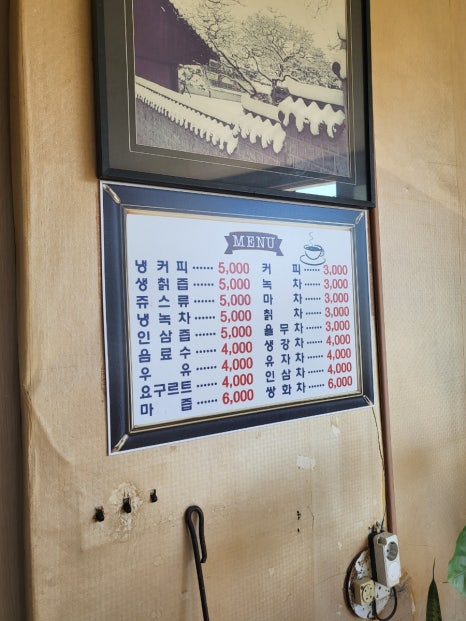 MENU
냉 커 피 ······ 5,000
생 칡 즙 ······ 5,000
쥬 스 류 ······ 5,000
냉 녹 차 ······ 5,000
인 삼 즙 ······ 5,000
음 료 수 ······ 4,000
우 유 ······ 4,000
요구르트 ······ 4,000
마 즙 ······ 6,000
커 피 ······ 3,000
녹 차 ······ 3,000
마 차 ······ 3,000
칡 차 ······ 3,000
율 무 차 ······ 3,000
생 강 차 ······ 4,000
유 자 차 ······ 4,000
인 삼 차 ······ 4,000
쌍 화 차 ······ 6,000